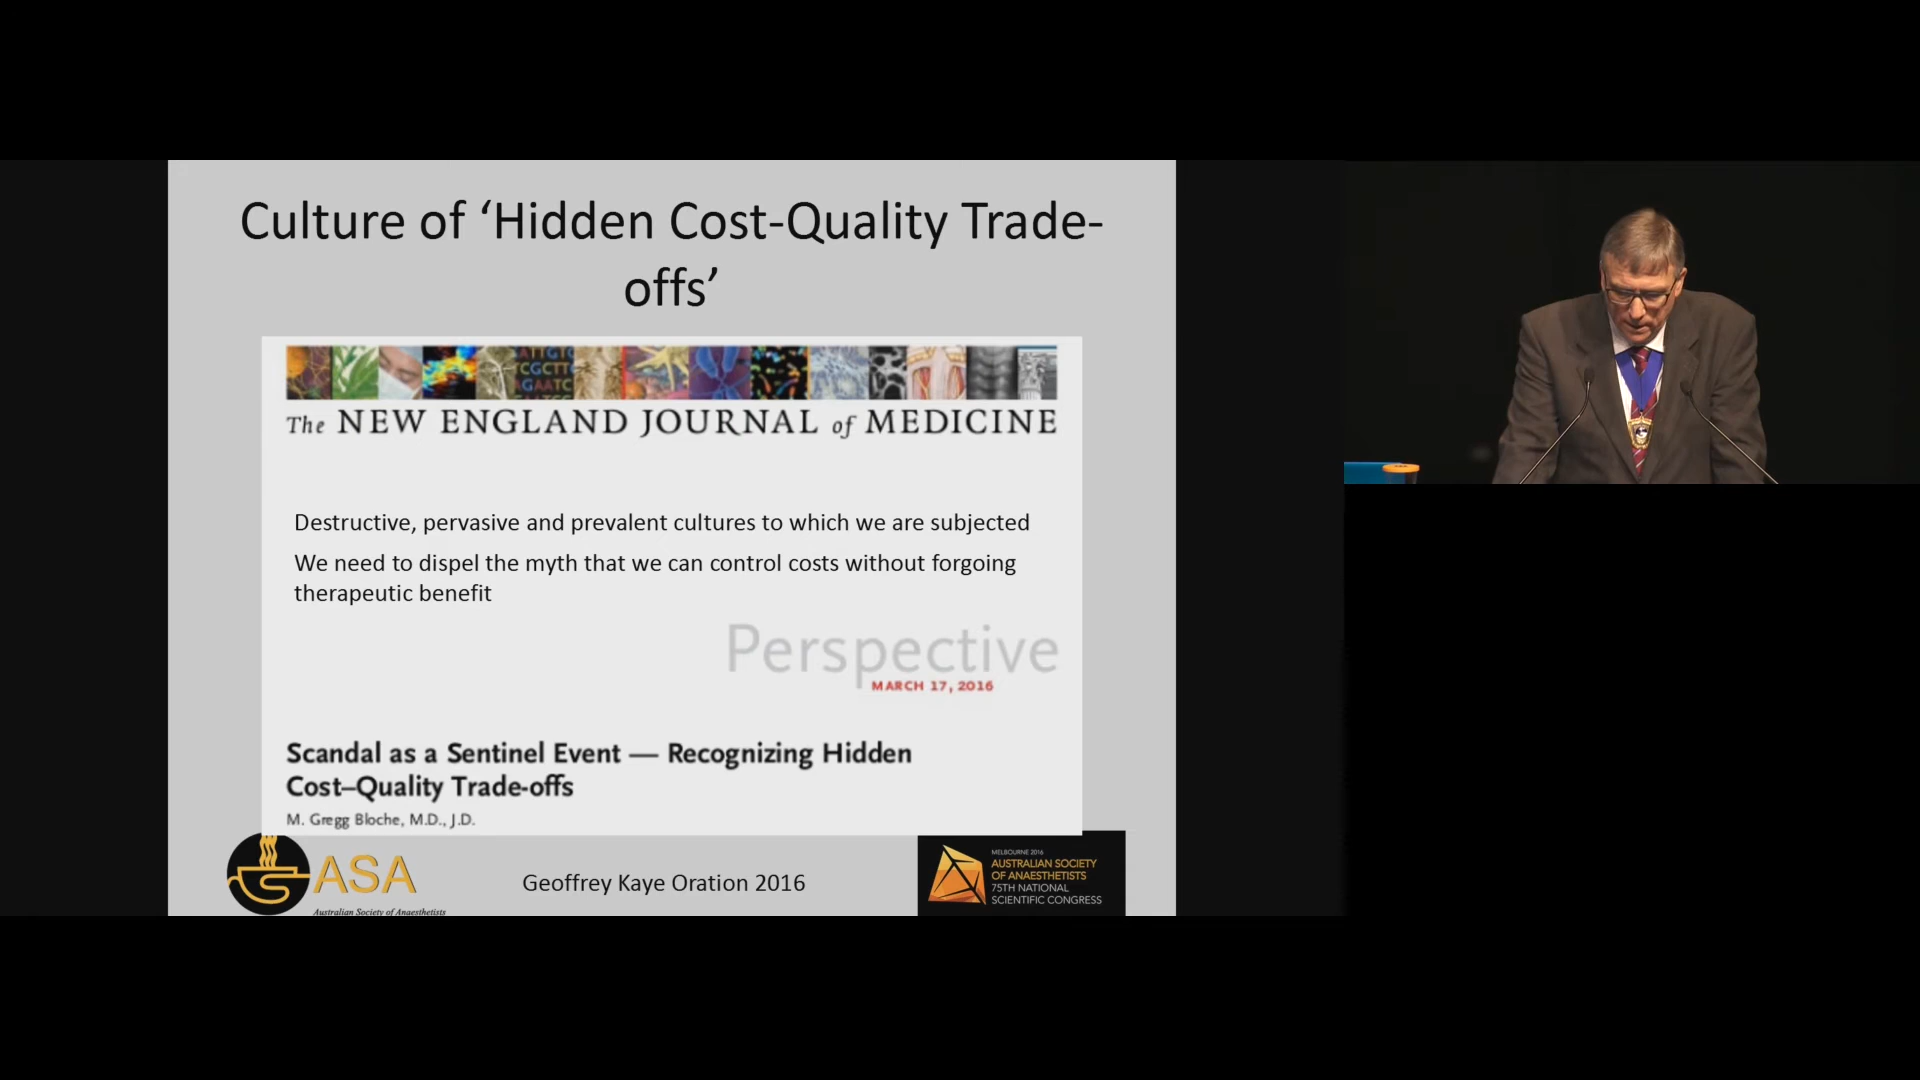 Culture of ‘Hidden Cost-Quality Trade-
offs’
ATTGTC
TCGCTT
AGAATC
The NEW ENGLAND JOURNAL of MEDICINE
Destructive, pervasive and prevalent cultures to which we are subjected
We need to dispel the myth that we can control costs without forgoing
therapeutic benefit
Perspective
MARCH 17, 2016
Scandal as a Sentinel Event — Recognizing Hidden
Cost–Quality Trade-offs
M. Gregg Bloche, M.D., J.D.
ASA
Australian Society of Anaesthetists
Geoffrey Kaye Oration 2016
MELBOURNE 2016
AUSTRALIAN SOCIETY
OF ANAESTHETISTS
75TH NATIONAL
SCIENTIFIC CONGRESS